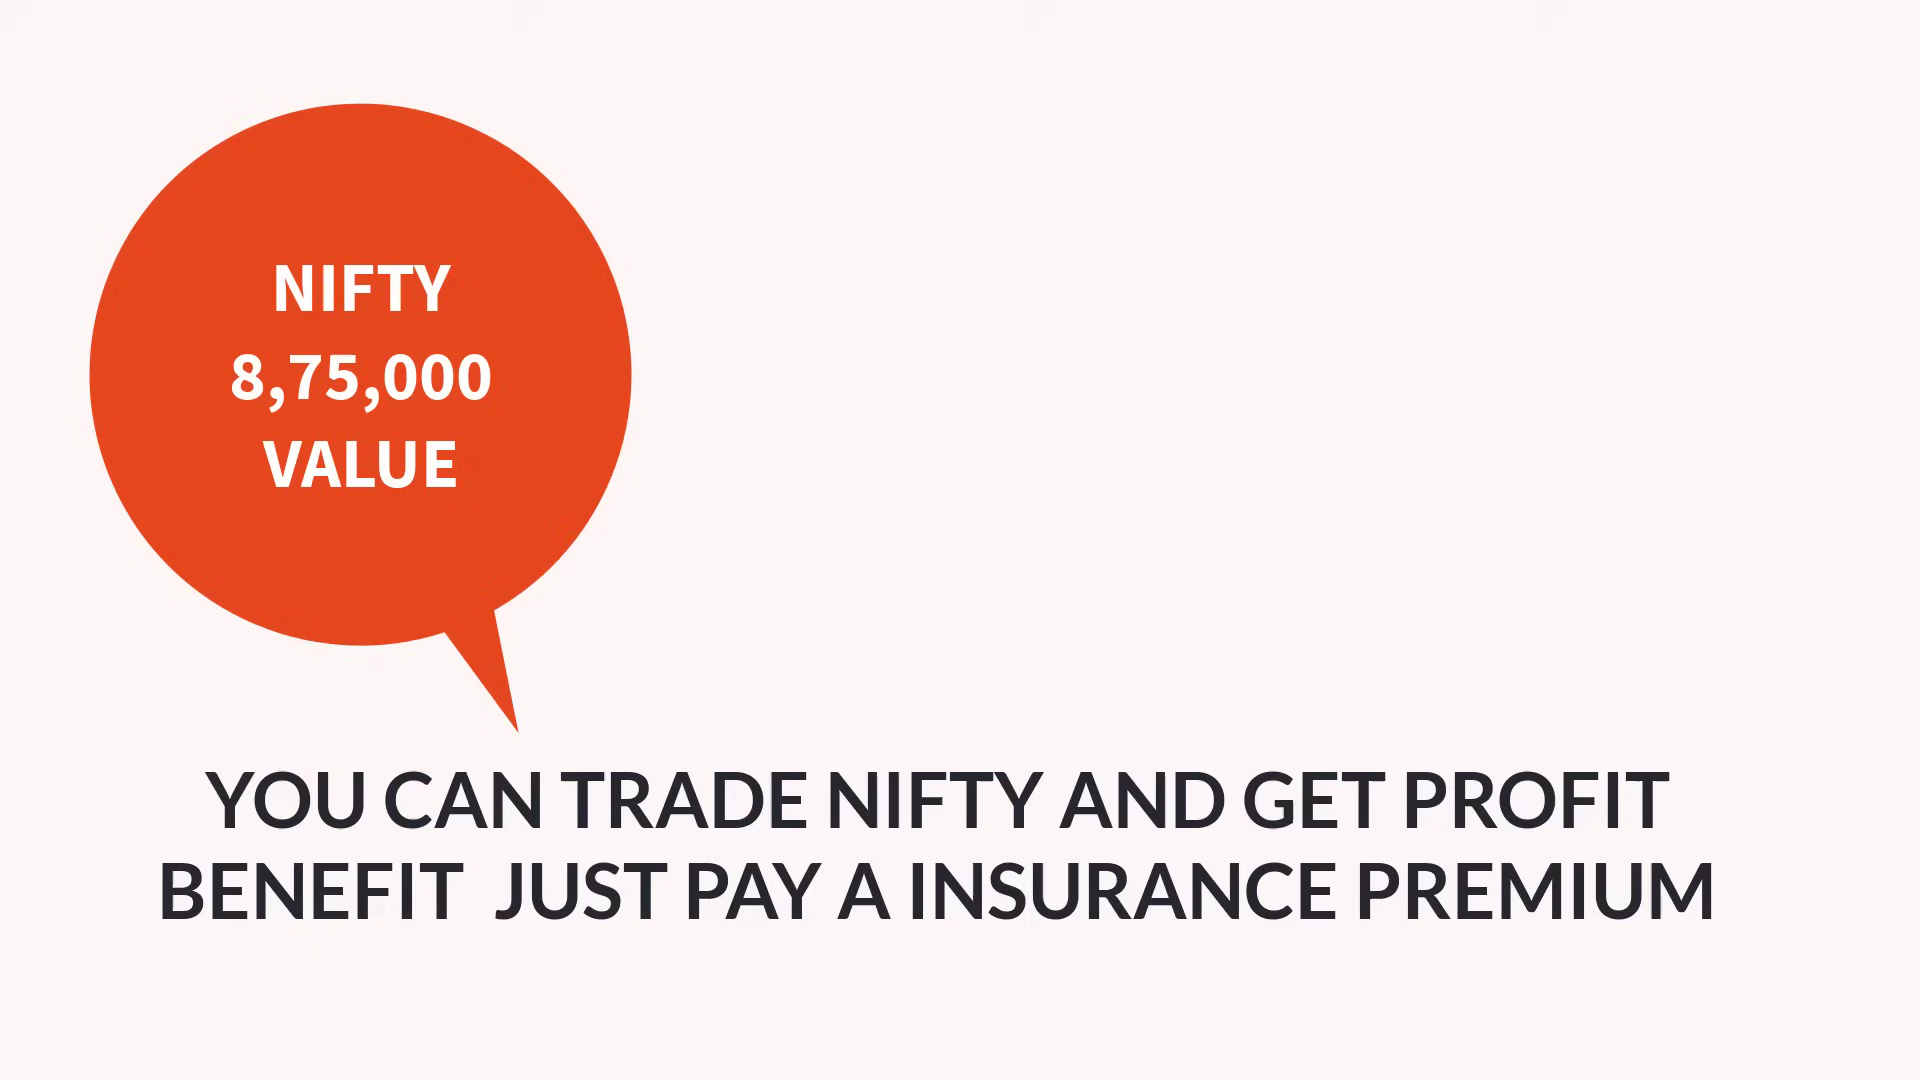 NIFTY
8,75,000
VALUE
YOU CAN TRADE NIFTY AND GET PROFIT
BENEFIT  JUST PAY A INSURANCE PREMIUM